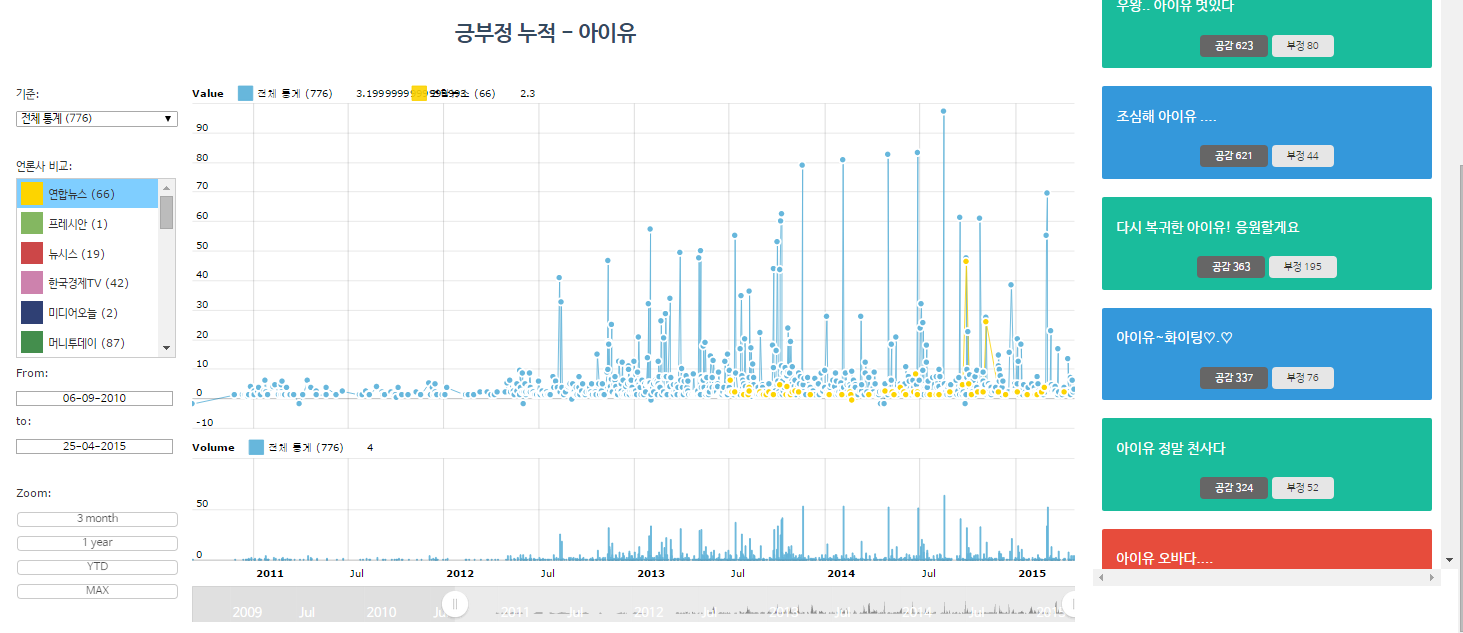 긍부정 누적 - 아이유
기준:
전체 통계 (776)
언론사 비교:
연합뉴스 (66)
프레시안 (1)
뉴시스 (19)
한국경제TV (42)
미디어오늘 (2)
머니투데이 (87)
From:
06-09-2010
to:
25-04-2015
Zoom:
3 month
1 year
YTD
MAX
Value 전체 통계 (776) (66) 2.3
90
80
70
60
50
40
30
20
10
0
-10
Volume 전체 통계 (776) 4
50
0
2011 Jul 2012 Jul 2013 Jul 2014 Jul 2015
2009 Jul 2010 2011 Jul 2012 Jul 2013 Jul 2014 Jul
우왕.. 아이유 멋있다
공감 623 부정 80
조심해 아이유 ....
공감 621 부정 44
다시 복귀한 아이유! 응원할게요
공감 363 부정 195
아이유~화이팅♡.♡
공감 337 부정 76
아이유 정말 천사다
공감 324 부정 52
아이유 오바다....